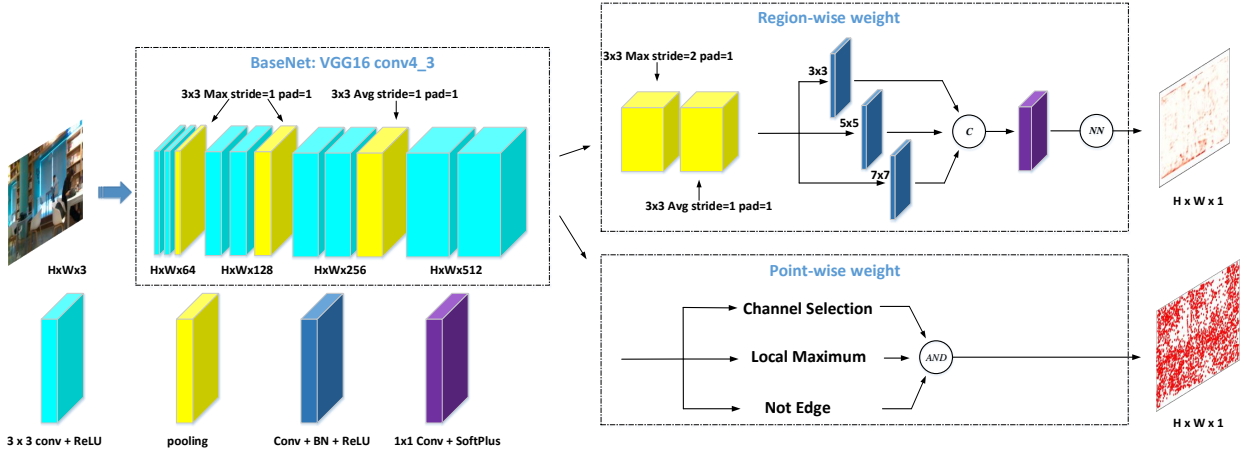 BaseNet: VGG16 conv4_3
3x3 Max stride=1 pad=1
3x3 Avg stride=1 pad=1
HxWx3
HxWx64
HxWx128
HxWx256
HxWx512
Region-wise weight
3x3 Max stride=2 pad=1
3x3 Avg stride=1 pad=1
3x3
5x5
7x7
C
NN
H x W x 1
Point-wise weight
Channel Selection
Local Maximum
Not Edge
AND
H x W x 1
3 x 3 conv + ReLU
pooling
Conv + BN + ReLU
1x1 Conv + SoftPlus